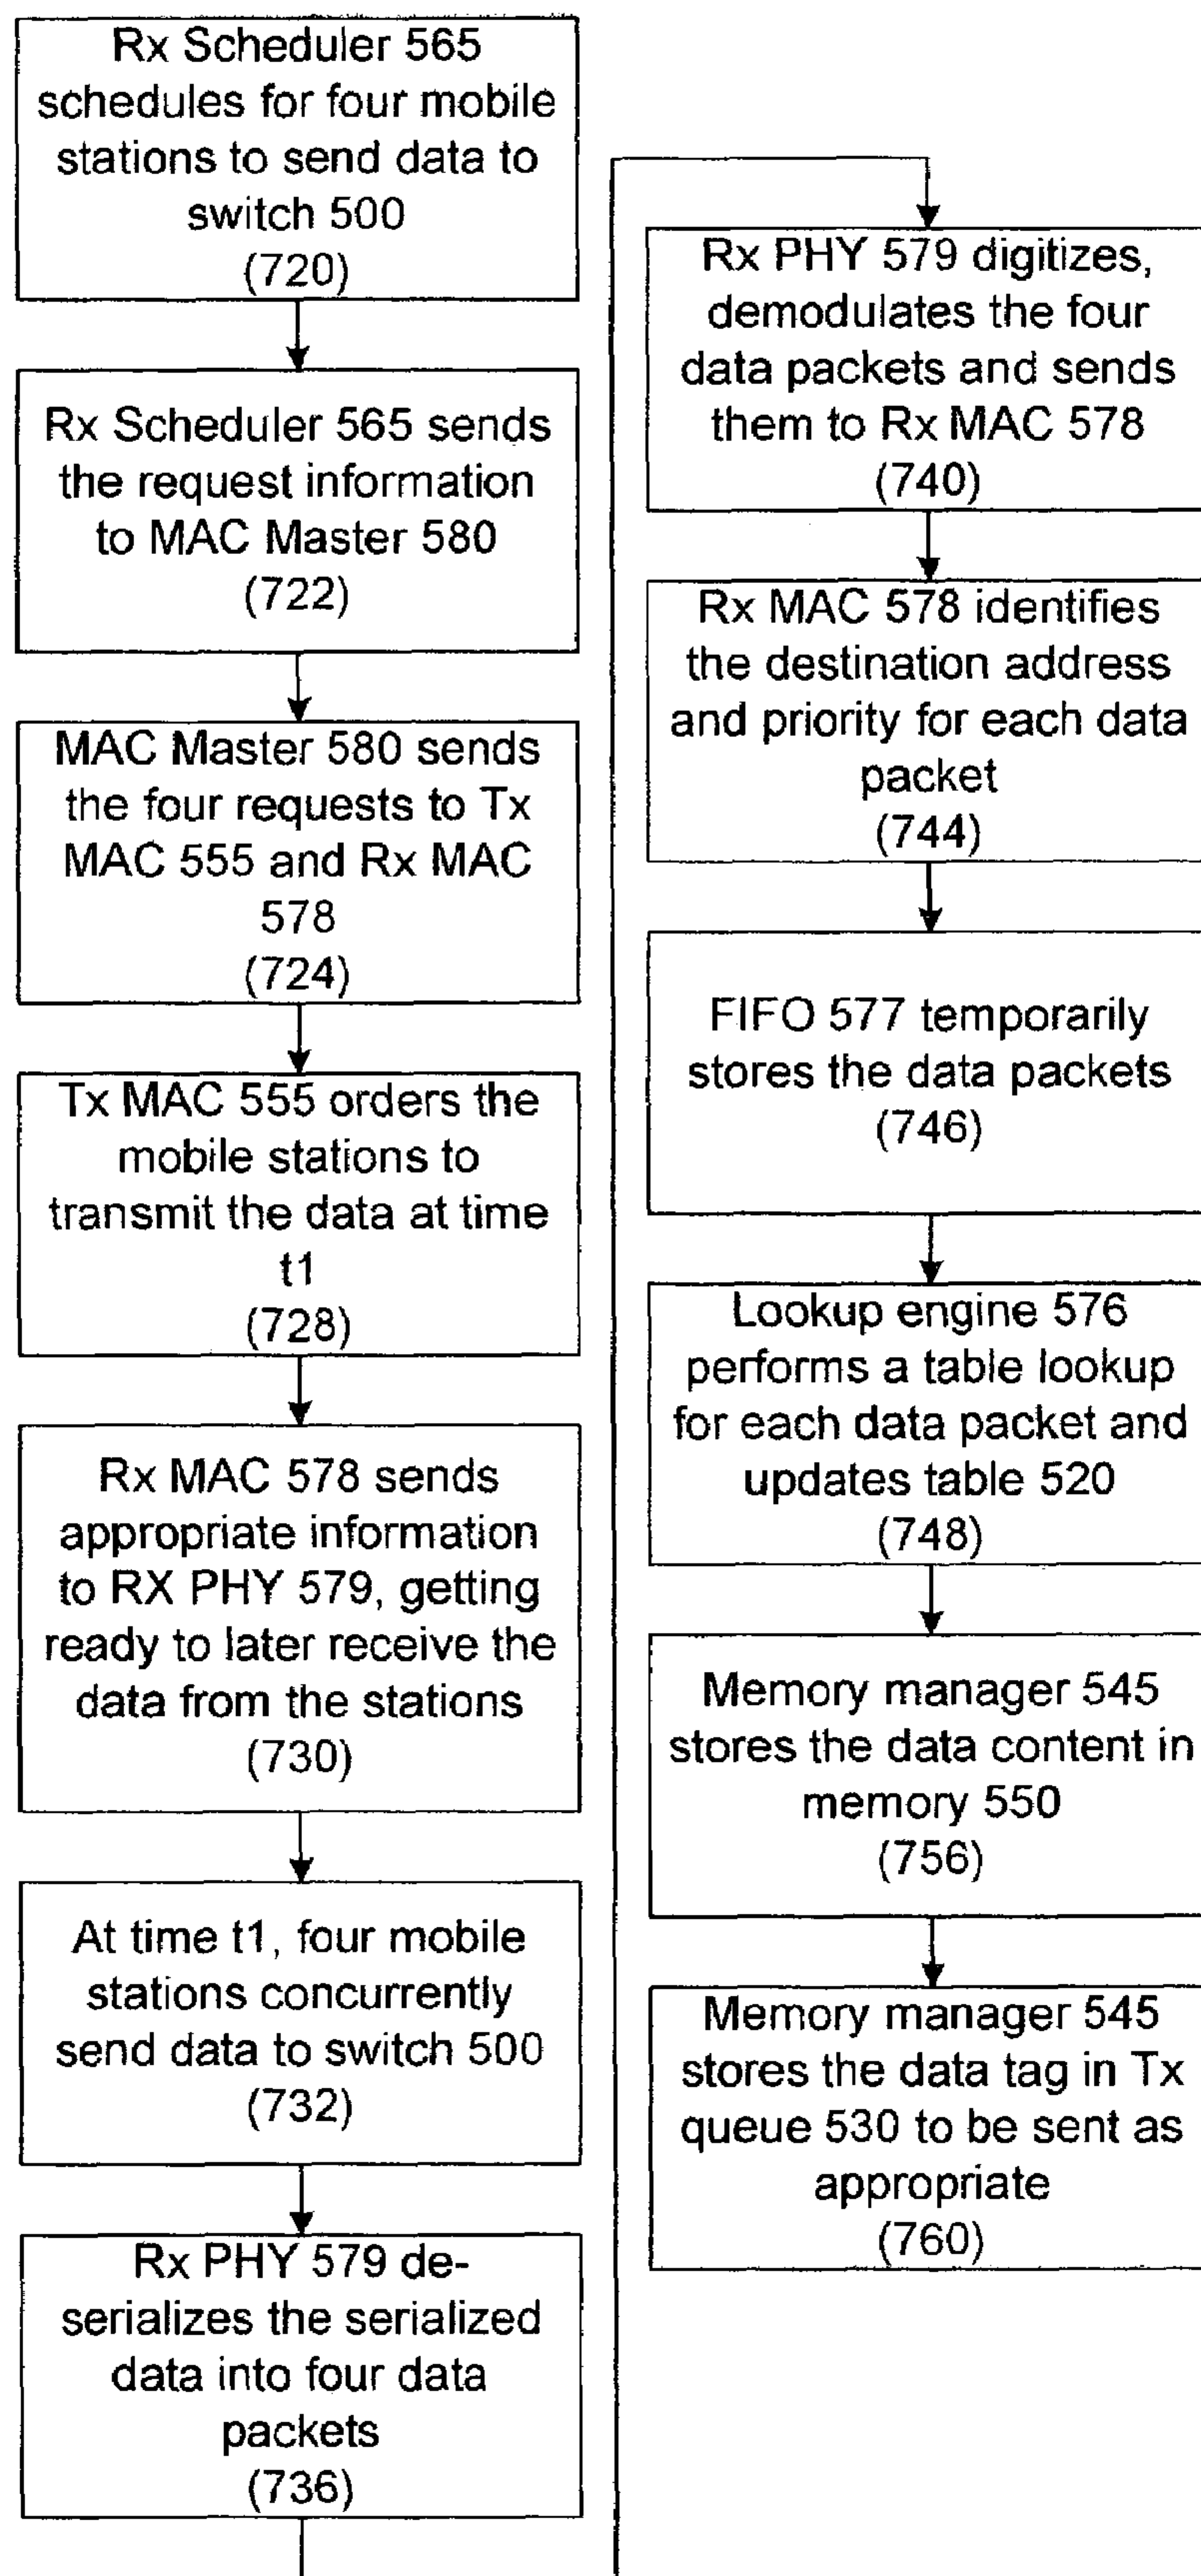 Rx Scheduler 565
schedules for four mobile
stations to send data to
switch 500
(720)
Rx Scheduler 565 sends
the request information
to MAC Master 580
(722)
MAC Master 580 sends
the four requests to Tx
MAC 555 and Rx MAC
578
(724)
Tx MAC 555 orders the
mobile stations to
transmit the data at time
t1
(728)
Rx MAC 578 sends
appropriate information
to RX PHY 579, getting
ready to later receive the
data from the stations
(730)
At time t1, four mobile
stations concurrently
send data to switch 500
(732)
Rx PHY 579 de-
serializes the serialized
data into four data
packets
(736)
Rx PHY 579 digitizes,
demodulates the four
data packets and sends
them to Rx MAC 578
(740)
Rx MAC 578 identifies
the destination address
and priority for each data
packet
(744)
FIFO 577 temporarily
stores the data packets
(746)
Lookup engine 576
performs a table lookup
for each data packet and
updates table 520
(748)
Memory manager 545
stores the data content in
memory 550
(756)
Memory manager 545
stores the data tag in Tx
queue 530 to be sent as
appropriate
(760)